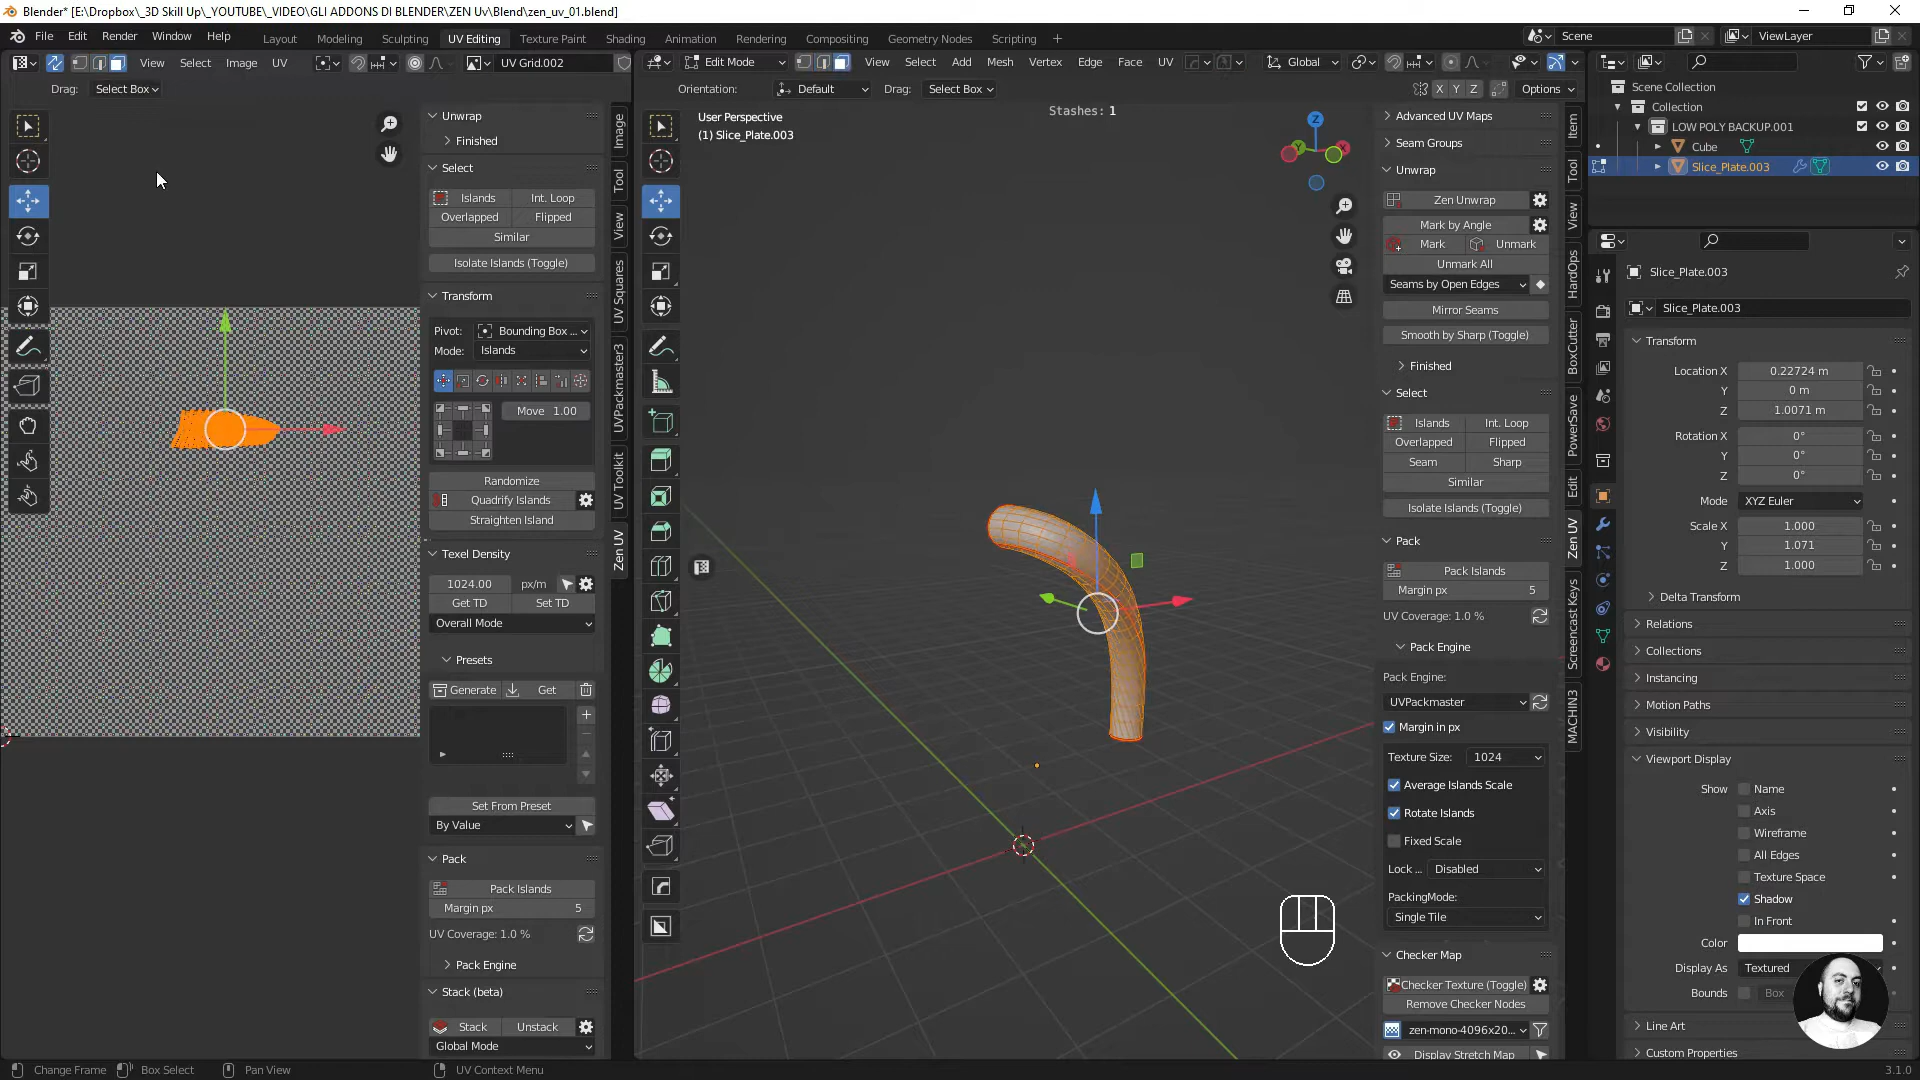 Blender* [E:\Dropbox\_3D Skill Up\_YOUTUBE\_VIDEO\GLI ADDONS DI BLENDER\ZEN Uv\Blend\zen_uv_01.blend]
File Edit Render Window Help Layout Modeling Sculpting UV Editing Texture Paint Shading Animation Rendering Compositing Geometry Nodes Scripting + Scene ViewLayer
View Select Image UV UV Grid.002 Edit Mode View Select Add Mesh Vertex Edge Face UV Global
Drag: Select Box Orientation: Default Drag: Select Box X Y Z Options
User Perspective
(1) Slice_Plate.003
Stashes: 1
Z
Y
X
Unwrap
Finished
Select
Islands Int. Loop
Overlapped Flipped
Similar
Isolate Islands (Toggle)
Transform
Pivot: Bounding Box ...
Mode: Islands
Move 1.00
Randomize
Quadrify Islands
Straighten Island
Texel Density
1024.00 px/m
Get TD Set TD
Overall Mode
Presets
Generate Get
Set From Preset
By Value
Pack
Pack Islands
Margin px 5
UV Coverage: 1.0 %
Pack Engine
Stack (beta)
Stack Unstack
Global Mode
Image
Tool
View
UV Squares
UVPackmaster3
UV Toolkit
Zen UV
Advanced UV Maps
Seam Groups
Unwrap
Zen Unwrap
Mark by Angle
Mark Unmark
Unmark All
Seams by Open Edges
Mirror Seams
Smooth by Sharp (Toggle)
Finished
Select
Islands Int. Loop
Overlapped Flipped
Seam Sharp
Similar
Isolate Islands (Toggle)
Pack
Pack Islands
Margin px 5
UV Coverage: 1.0 %
Pack Engine
Pack Engine:
UVPackmaster
Margin in px
Texture Size: 1024
Average Islands Scale
Rotate Islands
Fixed Scale
Lock ... Disabled
PackingMode:
Single Tile
Checker Map
Checker Texture (Toggle)
Remove Checker Nodes
zen-mono-4096x20...
Display Stretch Map
Item
Tool
View
HardOps
BoxCutter
PowerSave
Edit
Zen UV
Screencast Keys
MACHIN3
Scene Collection
Collection
LOW POLY BACKUP.001
Cube
Slice_Plate.003
Slice_Plate.003
Slice_Plate.003
Transform
Location X 0.22724 m
Y 0 m
Z 1.0071 m
Rotation X 0°
Y 0°
Z 0°
Mode XYZ Euler
Scale X 1.000
Y 1.071
Z 1.000
Delta Transform
Relations
Collections
Instancing
Motion Paths
Visibility
Viewport Display
Show Name
Axis
Wireframe
All Edges
Texture Space
Shadow
In Front
Color
Display As Textured
Bounds Box
Line Art
Custom Properties
Change Frame Box Select Pan View UV Context Menu 3.1.0